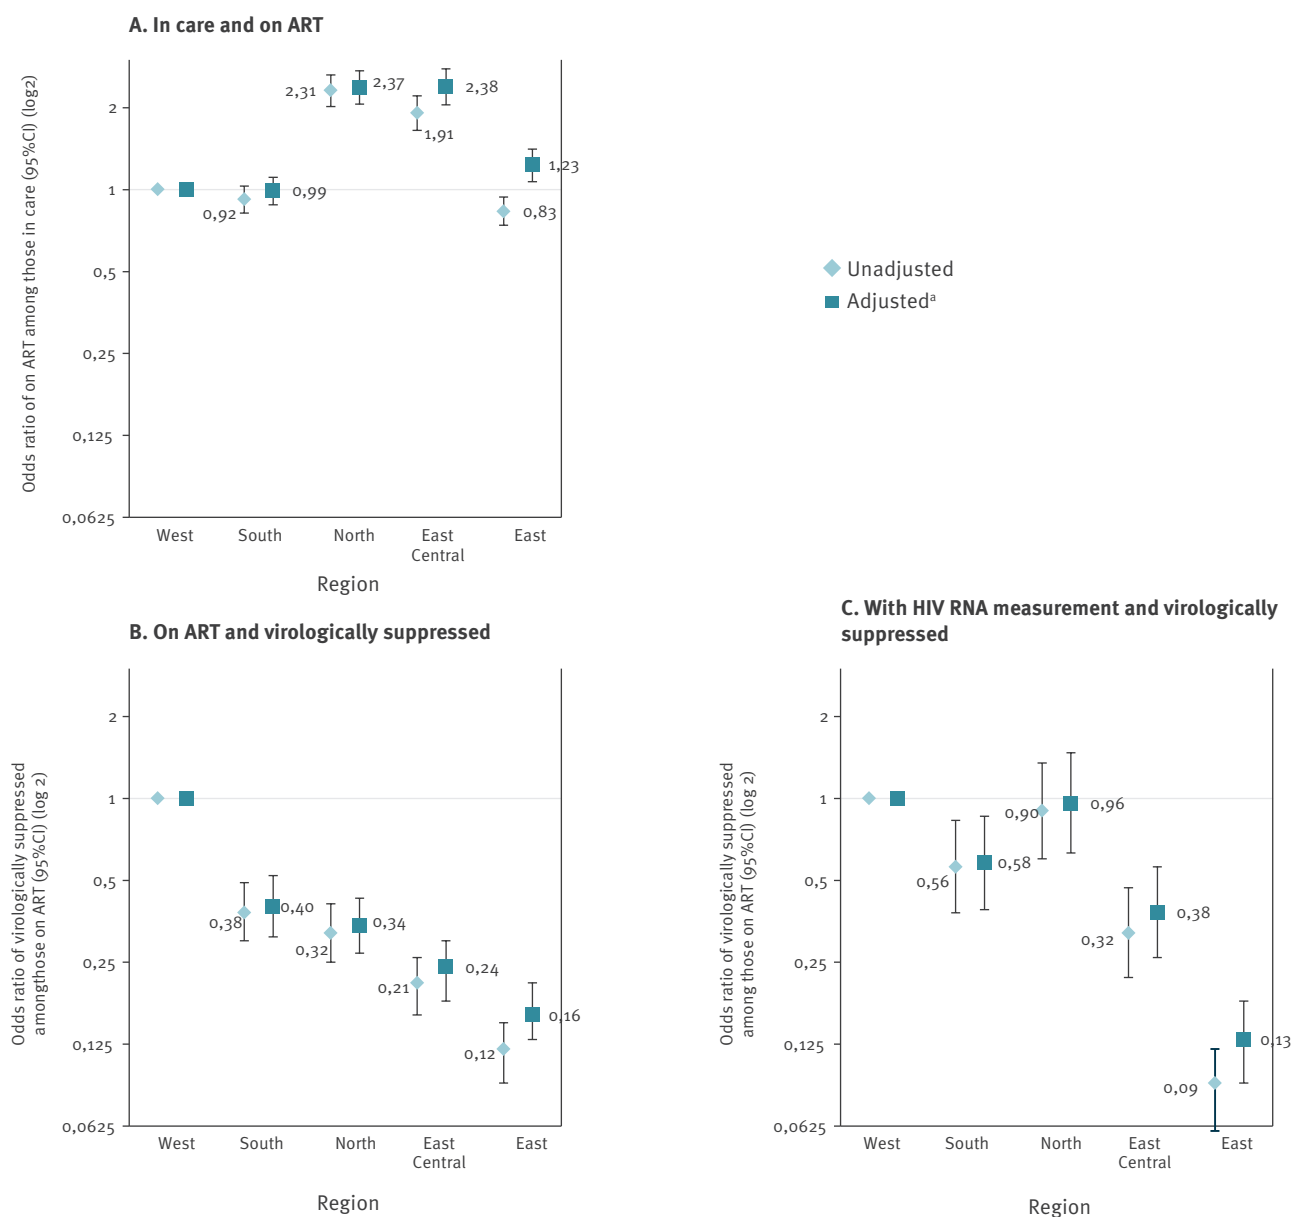 A. In care and on ART
Odds ratio of on ART among those in care (95%CI) (log2)
2
1
0,5
0,25
0,125
0,0625
0,92
0,99
2,31
2,37
1,91
2,38
0,83
1,23
West South North East East
Central
Region
Unadjusted
Adjustedᵃ
B. On ART and virologically suppressed
Odds ratio of virologically suppressed
amongthose on ART (95%CI) (log 2)
2
1
0,5
0,25
0,125
0,0625
0,38
0,40
0,32
0,34
0,21
0,24
0,12
0,16
West South North East East
Central
Region
C. With HIV RNA measurement and virologically
suppressed
Odds ratio of virologically suppressed
among those on ART (95%CI) (log 2)
2
1
0,5
0,25
0,125
0,0625
0,56
0,58
0,90
0,96
0,32
0,38
0,09
0,13
West South North East East
Central
Region